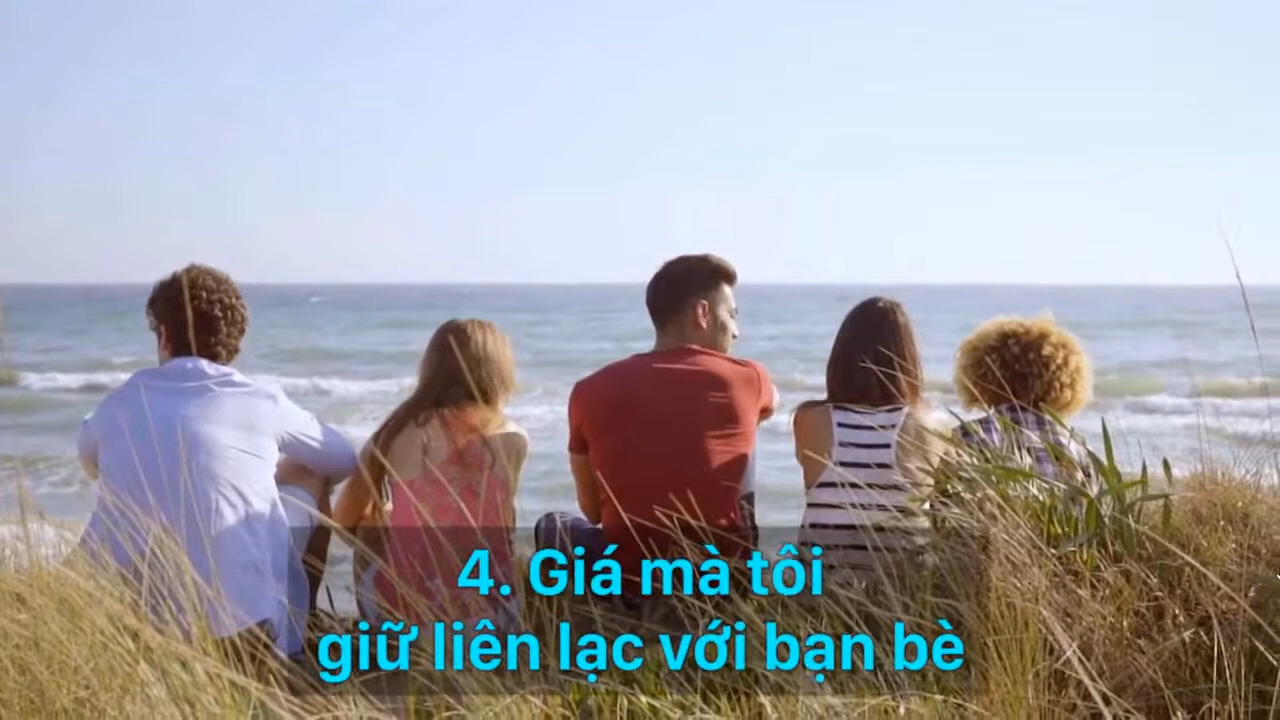 4. Giá mà tôi
giữ liên lạc với bạn bè